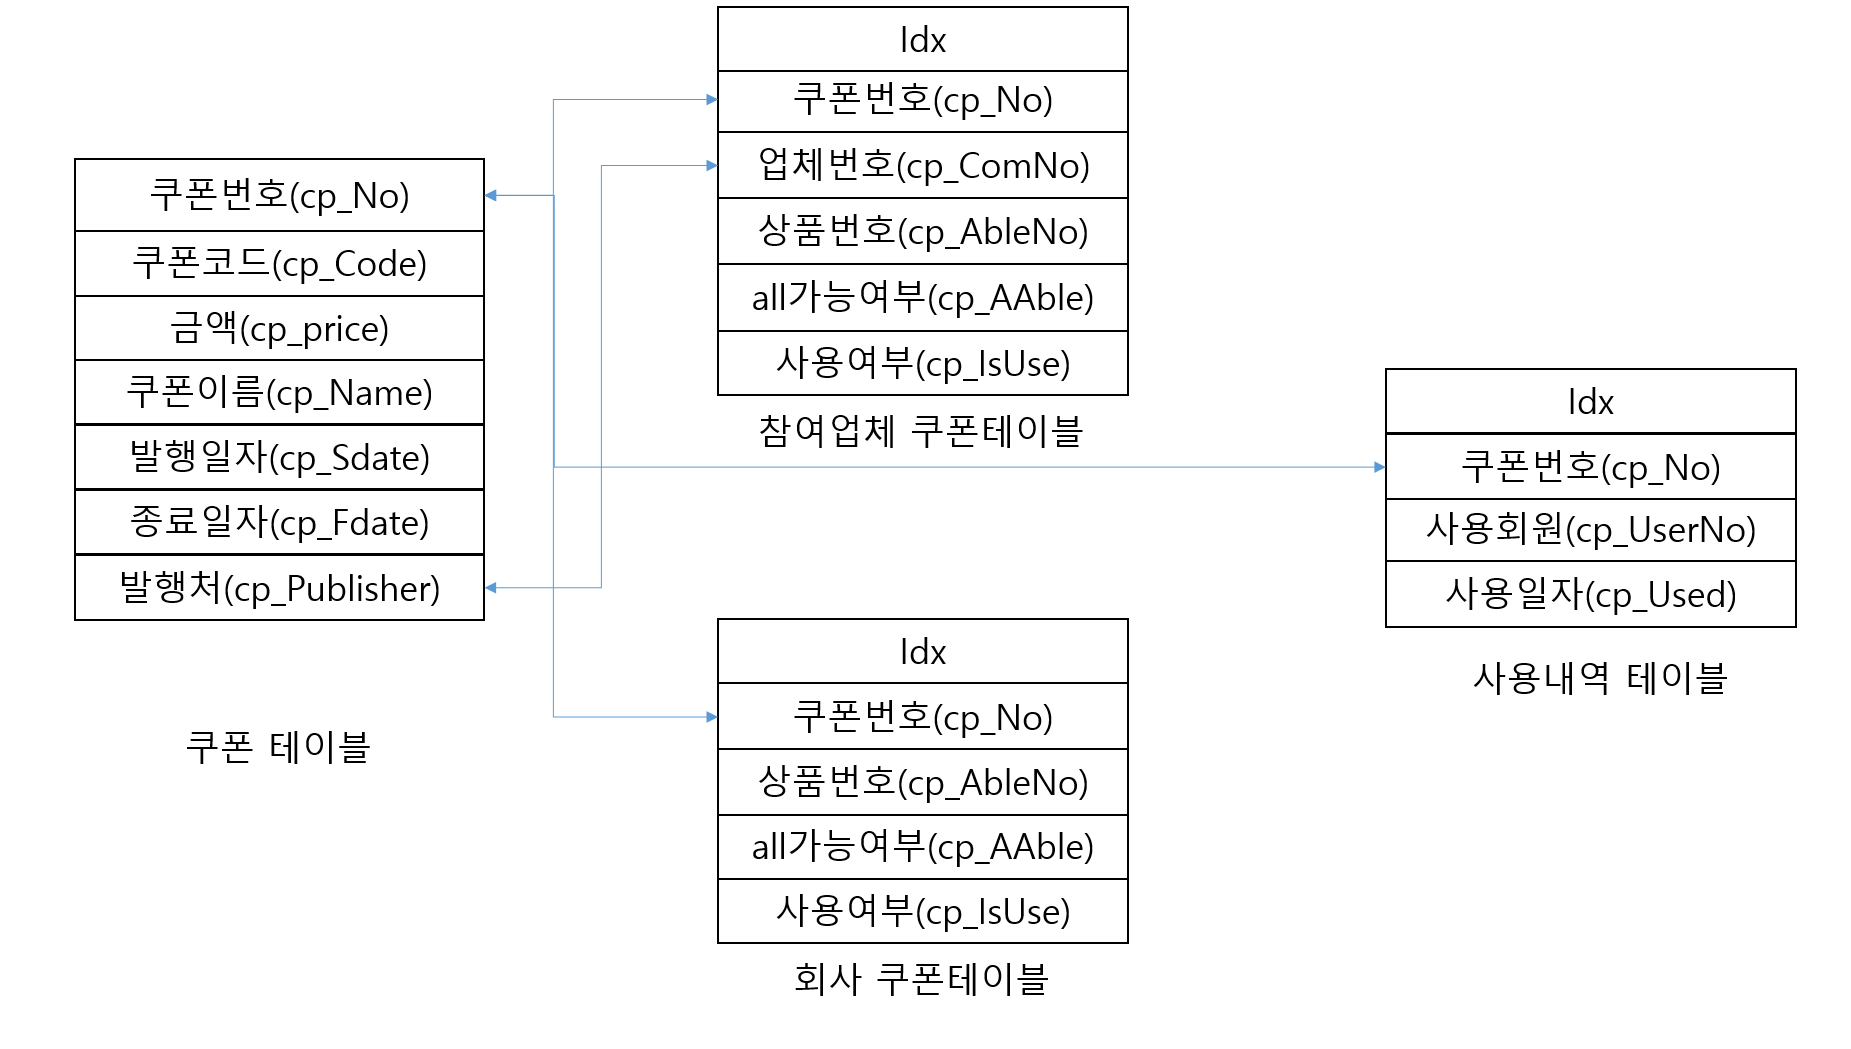 쿠폰번호(cp_No)
쿠폰코드(cp_Code)
금액(cp_price)
쿠폰이름(cp_Name)
발행일자(cp_Sdate)
종료일자(cp_Fdate)
발행처(cp_Publisher)
쿠폰 테이블
Idx
쿠폰번호(cp_No)
업체번호(cp_ComNo)
상품번호(cp_AbleNo)
all가능여부(cp_AAble)
사용여부(cp_IsUse)
참여업체 쿠폰테이블
Idx
쿠폰번호(cp_No)
상품번호(cp_AbleNo)
all가능여부(cp_AAble)
사용여부(cp_IsUse)
회사 쿠폰테이블
Idx
쿠폰번호(cp_No)
사용회원(cp_UserNo)
사용일자(cp_Used)
사용내역 테이블